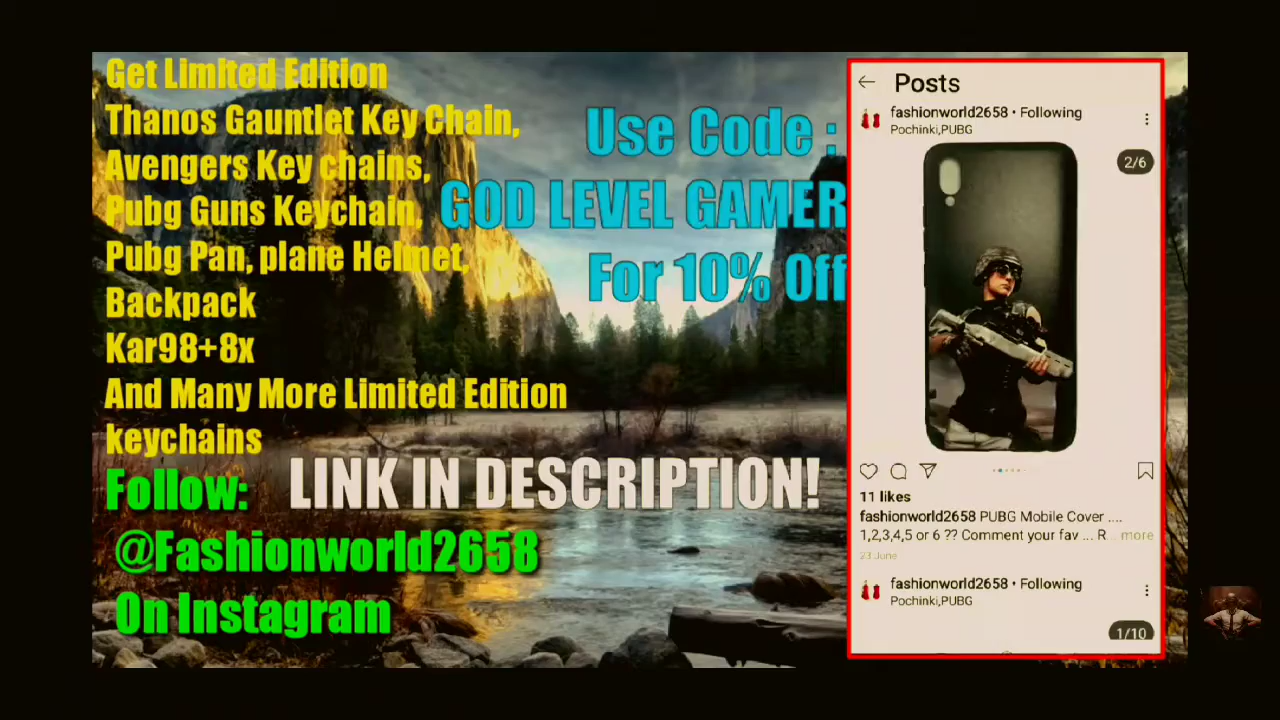 Get Limited Edition
Thanos Gauntlet Key Chain,
Avengers Key chains,
Pubg Guns Keychain,
Pubg Pan, plane Helmet,
Backpack
Kar98+8x
And Many More Limited Edition
keychains
Follow:
@Fashionworld2658
On Instagram
Use Code :
GOD LEVEL GAMER
For 10% Off
LINK IN DESCRIPTION!
Posts
fashionworld2658 • Following
Pochinki,PUBG
2/6
11 likes
fashionworld2658 PUBG Mobile Cover ....
1,2,3,4,5 or 6 ?? Comment your fav ... R... more
23 June
fashionworld2658 • Following
Pochinki,PUBG
1/10